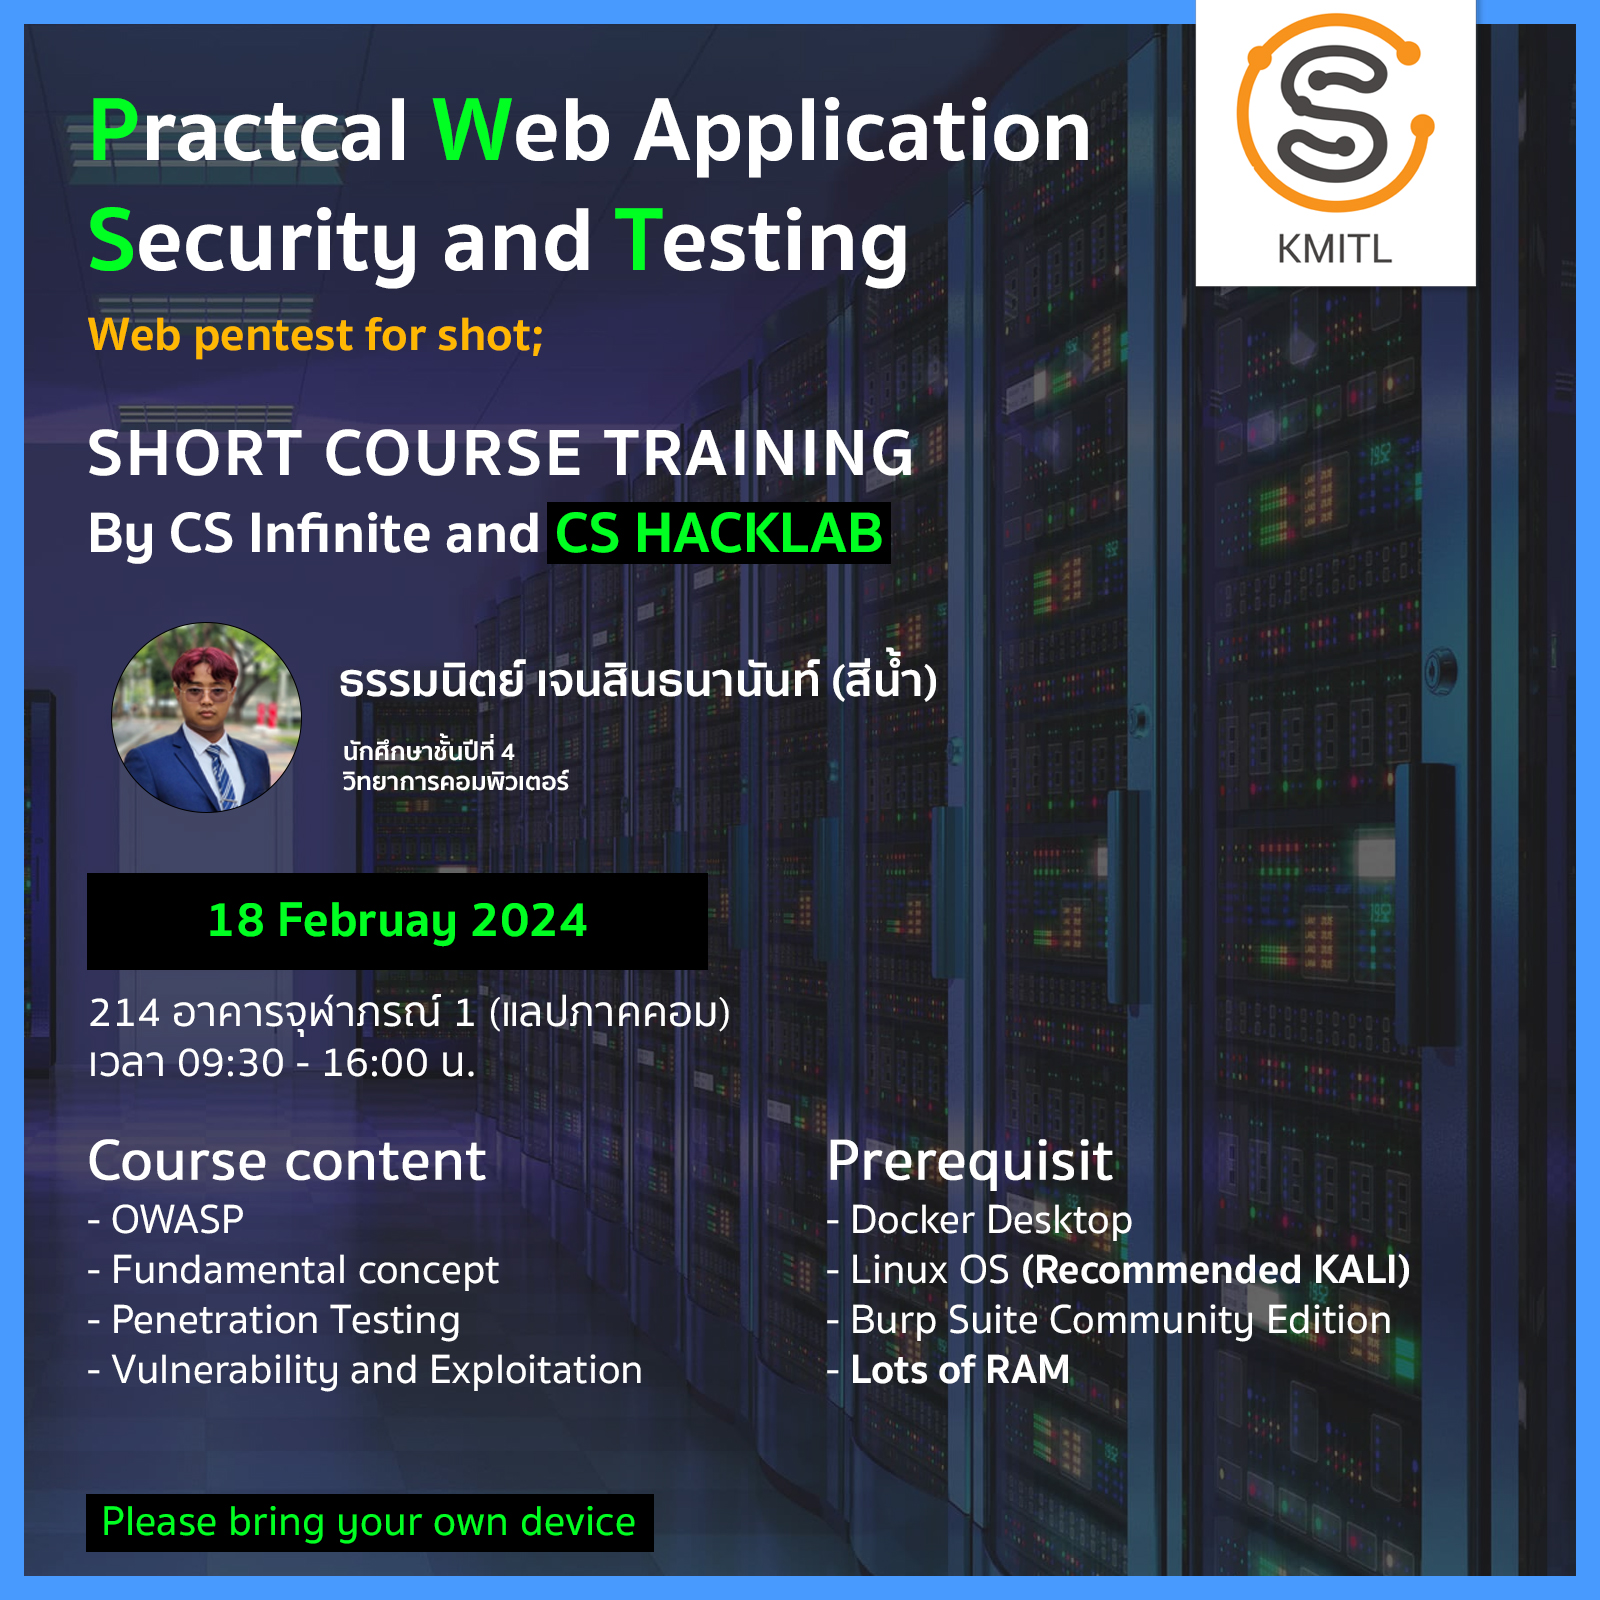 Practcal Web Application
Security and Testing
Web pentest for shot;
SHORT COURSE TRAINING
By CS Infinite and CS HACKLAB
KMITL
ธรรมนิตย์ เจนสินธนานันท์ (สีน้ำ)
นักศึกษาชั้นปีที่ 4
วิทยาการคอมพิวเตอร์
18 Februay 2024
214 อาคารจุฬาภรณ์ 1 (แลปภาคคอม)
เวลา 09:30 - 16:00 น.
Course content
- OWASP
- Fundamental concept
- Penetration Testing
- Vulnerability and Exploitation
Prerequisit
- Docker Desktop
- Linux OS (Recommended KALI)
- Burp Suite Community Edition
- Lots of RAM
Please bring your own device